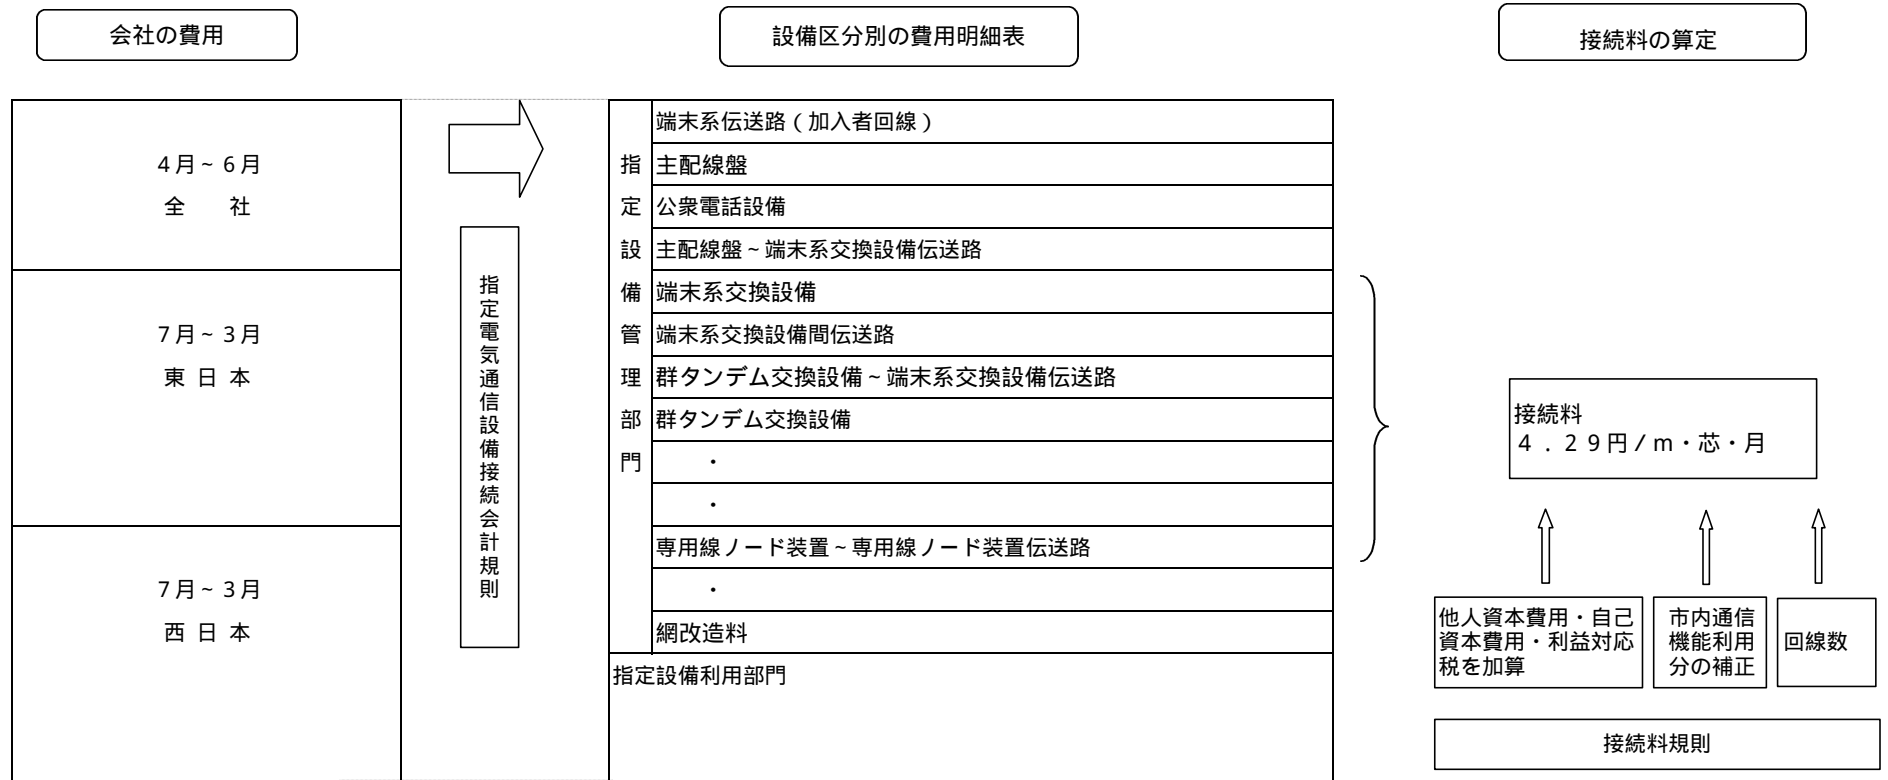 会社の費用
設備区分別の費用明細表
接続料の算定
4月~6月
全 社
7月~3月
東日本
7月~3月
西日本
指定電気通信設備接続会計規則
指定設備管理部門
端末系伝送路(加入者回線)
主配線盤
公衆電話設備
主配線盤~端末系交換設備伝送路
端末系交換設備
端末系交換設備間伝送路
群タンデム交換設備~端末系交換設備伝送路
群タンデム交換設備
・
・
専用線ノード装置~専用線ノード装置伝送路
・
網改造料
指定設備利用部門
接続料
4.29円/m・芯・月
他人資本費用・自己
資本費用・利益対応
税を加算
市内通信
機能利用
分の補正
回線数
接続料規則